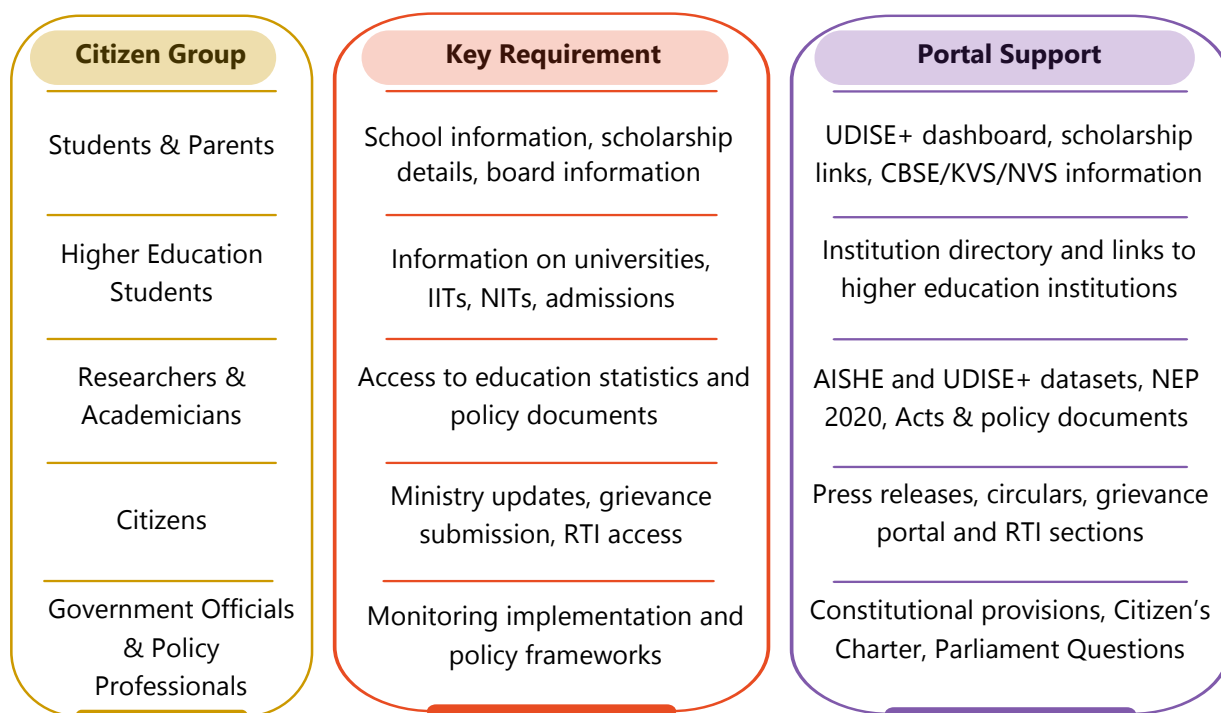 Citizen Group
Key Requirement
Portal Support
Students & Parents
School information, scholarship
details, board information
UDISE+ dashboard, scholarship
links, CBSE/KVS/NVS information
Higher Education
Students
Information on universities,
IITs, NITs, admissions
Institution directory and links to
higher education institutions
Researchers &
Academicians
Access to education statistics and
policy documents
AISHE and UDISE+ datasets, NEP
2020, Acts & policy documents
Citizens
Ministry updates, grievance
submission, RTI access
Press releases, circulars, grievance
portal and RTI sections
Government Officials
& Policy
Professionals
Monitoring implementation and
policy frameworks
Constitutional provisions, Citizen’s
Charter, Parliament Questions